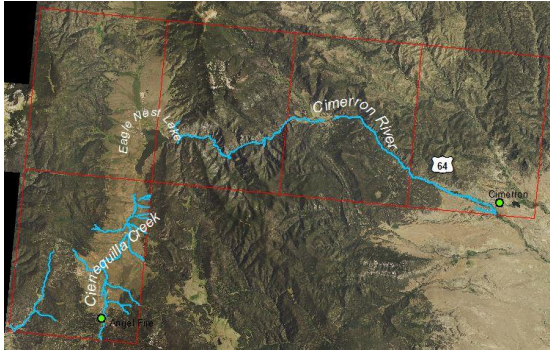 Eagle Nest Lake
Cimerron River
64
Cimerron
Cienequilla Creek
Angel Fire